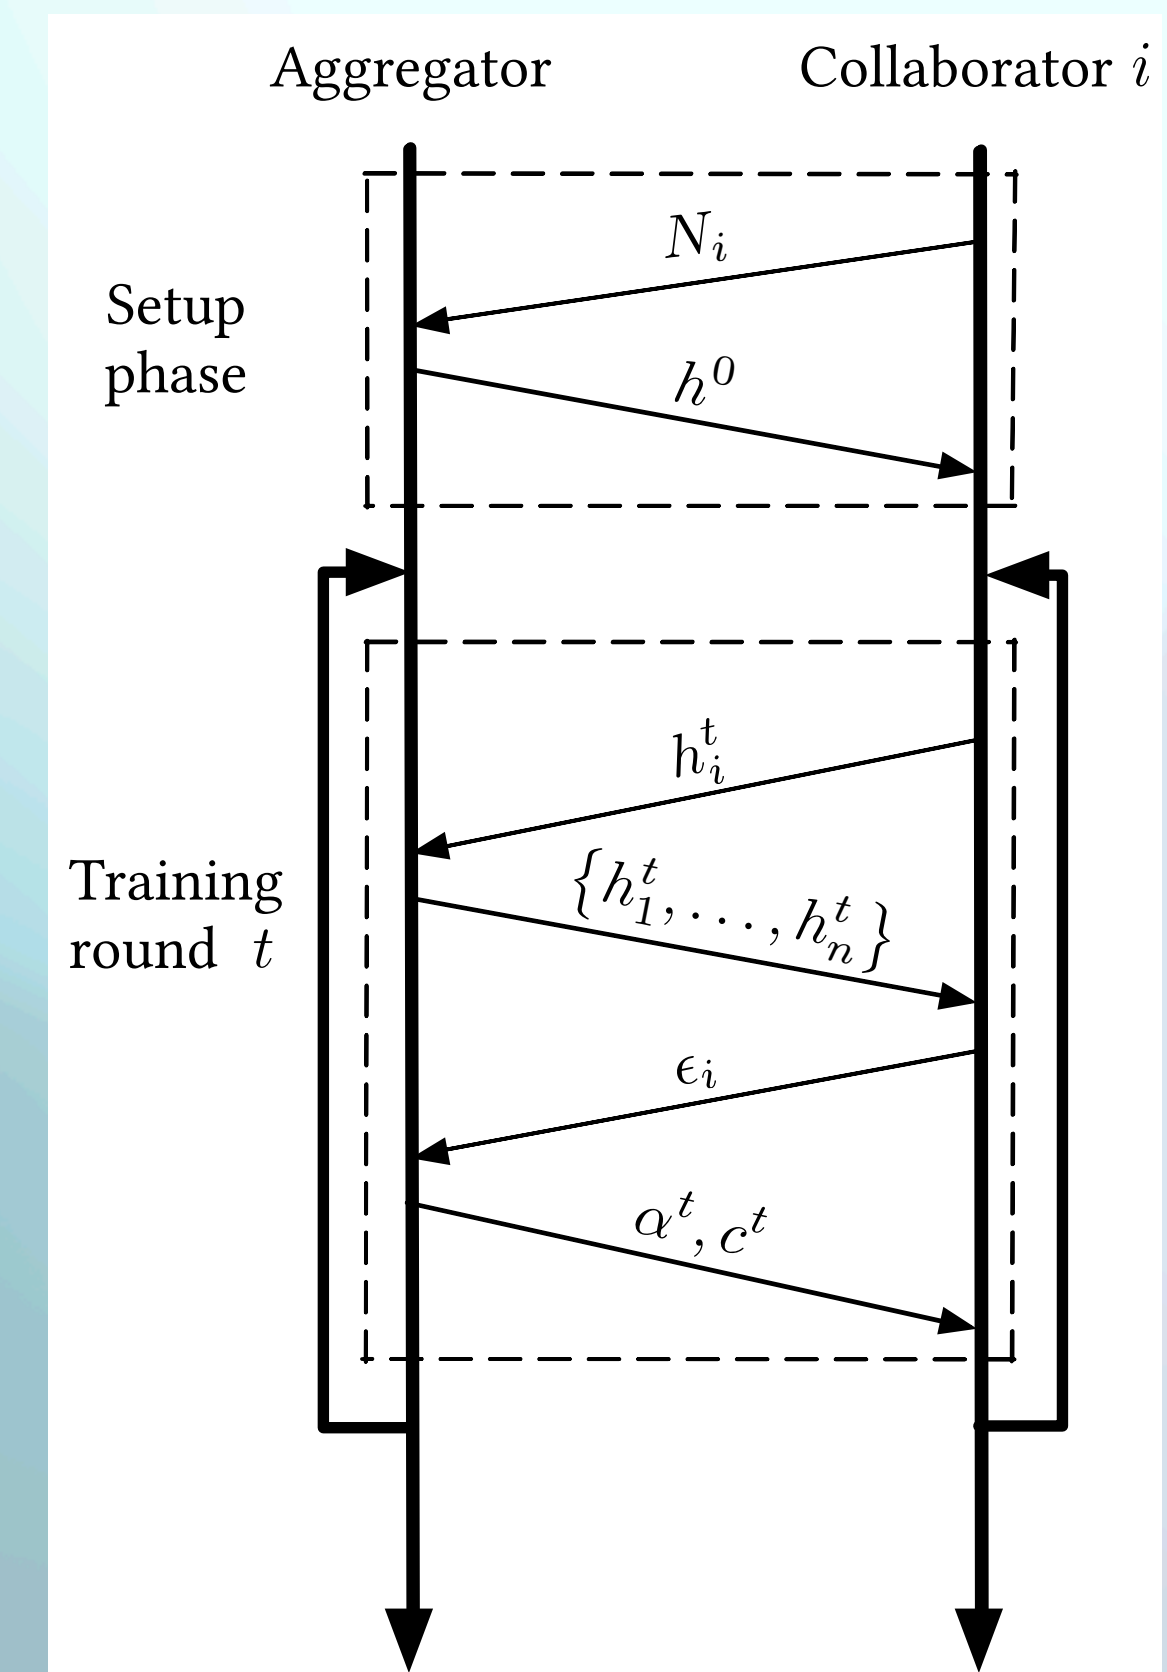 Aggregator
Collaborator i
N_i
Setup
phase
h^0
h_i^t
Training
round t
{h_1^t, ..., h_n^t}
ϵ_i
α^t, c^t